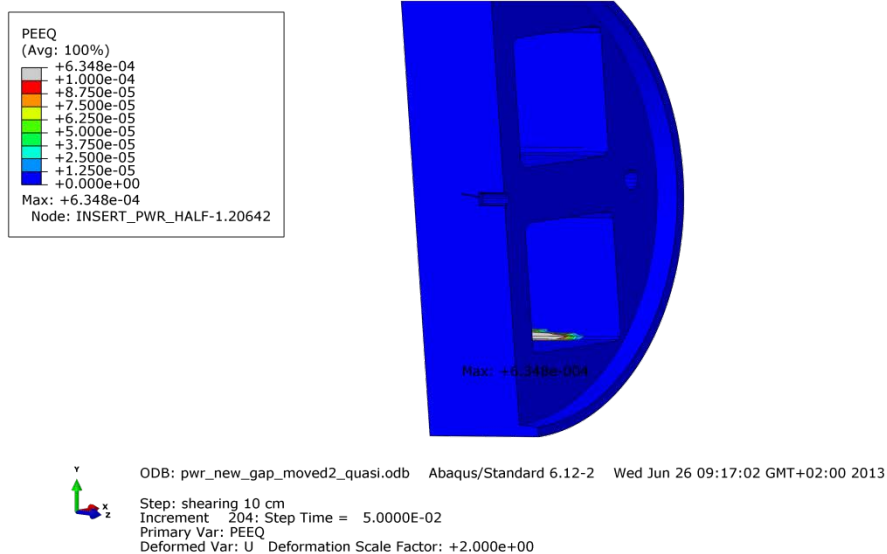 PEEQ
(Avg: 100%)
+6.348e-04
+1.000e-04
+8.750e-05
+7.500e-05
+6.250e-05
+5.000e-05
+3.750e-05
+2.500e-05
+1.250e-05
+0.000e+00
Max: +6.348e-04
Node: INSERT_PWR_HALF-1.20642
Max: +6.348e-004
Y
X
Z
ODB: pwr_new_gap_moved2_quasi.odb Abaqus/Standard 6.12-2 Wed Jun 26 09:17:02 GMT+02:00 2013
Step: shearing 10 cm
Increment 204: Step Time = 5.0000E-02
Primary Var: PEEQ
Deformed Var: U Deformation Scale Factor: +2.000e+00